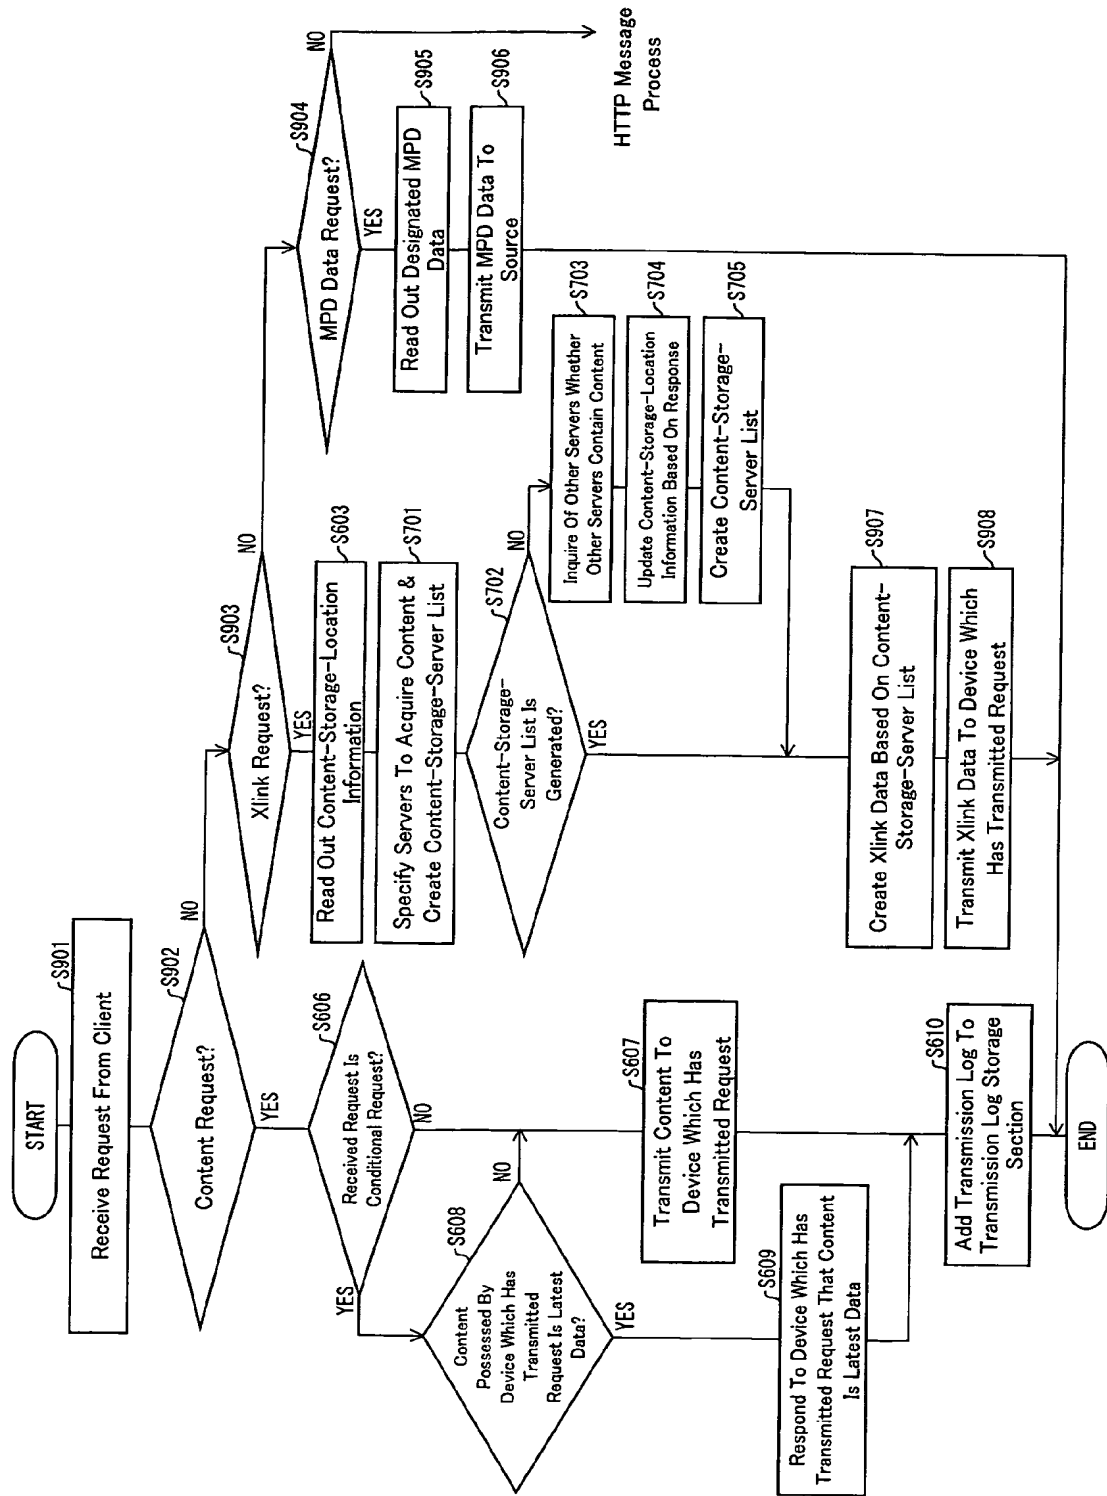 START
S901
Receive Request From Client
S902
Content Request?
YES
NO
S606
Received Request Is
Conditional Request?
YES
NO
S608
Content
Possessed By
Device Which Has
Transmitted
Request Is Latest
Data?
NO
YES
S607
Transmit Content To
Device Which Has
Transmitted Request
S609
Respond To Device Which Has
Transmitted Request That Content
Is Latest Data
S610
Add Transmission Log To
Transmission Log Storage
Section
END
S903
Xlink Request?
YES
NO
S603
Read Out Content-Storage-Location
Information
S701
Specify Servers To Acquire Content &
Create Content-Storage-Server List
S702
Content-Storage-
Server List Is
Generated?
YES
NO
S703
Inquire Of Other Servers Whether
Other Servers Contain Content
S704
Update Content-Storage-Location
Information Based On Response
S705
Create Content-Storage-
Server List
S907
Create Xlink Data Based On Content-
Storage-Server List
S908
Transmit Xlink Data To Device Which
Has Transmitted Request
S904
MPD Data Request?
YES
NO
S905
Read Out Designated MPD
Data
S906
Transmit MPD Data To
Source
HTTP Message
Process